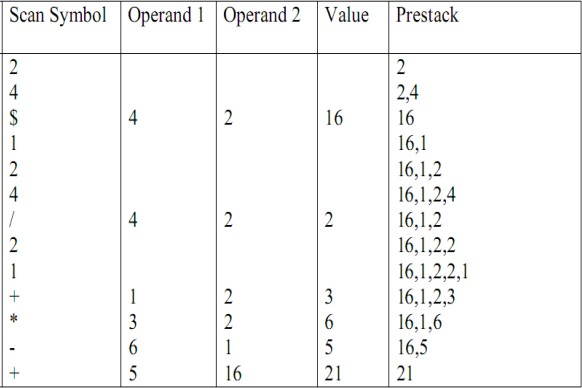 Scan Symbol Operand 1 Operand 2 Value Prestack
2 2
4 2,4
$ 4 2 16 16
1 16,1
2 16,1,2
4 16,1,2,4
/ 4 2 2 16,1,2
2 16,1,2,2
1 16,1,2,2,1
+ 1 2 3 16,1,2,3
* 3 2 6 16,1,6
- 6 1 5 16,5
+ 5 16 21 21